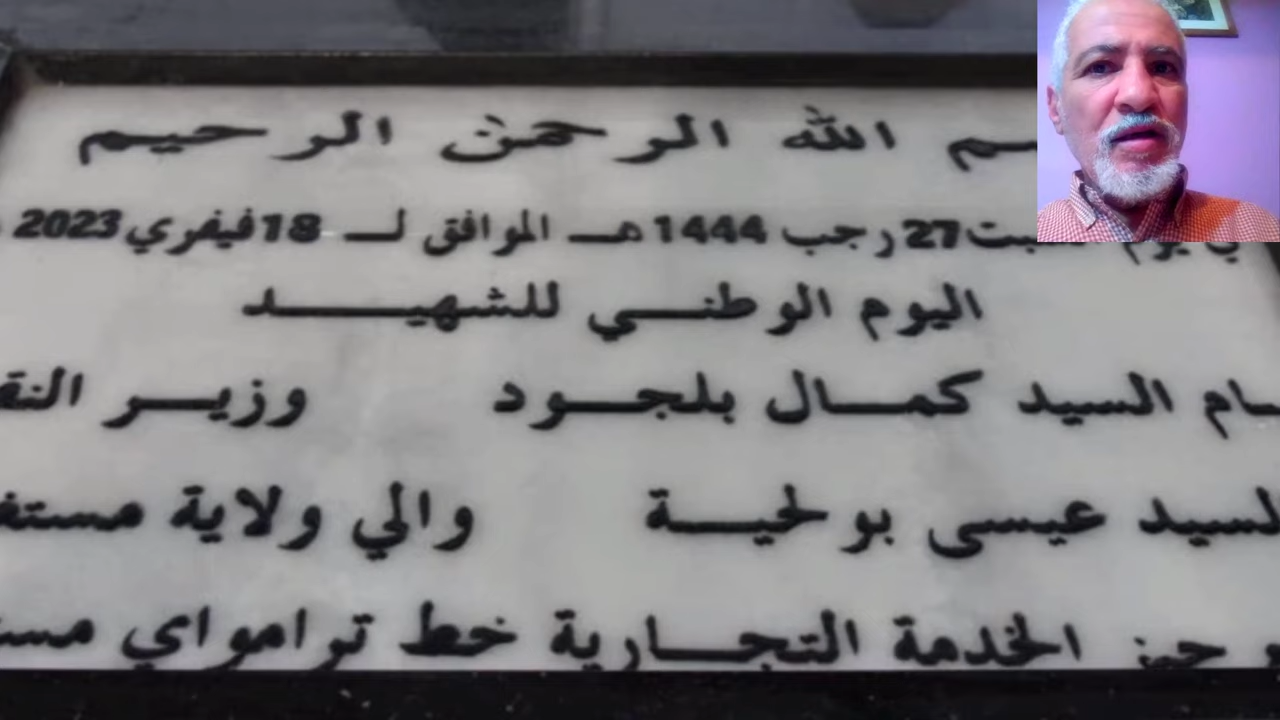 الله الرحمن الرحيم
27 رجب 1444 هـ الموافق لـ 18 فيفري 2023
اليوم الوطني للشهيد
السيد كمال بلجود وزير
السيد عيسى بولحية والي ولاية
الخدمة التجارية خط ترامواي